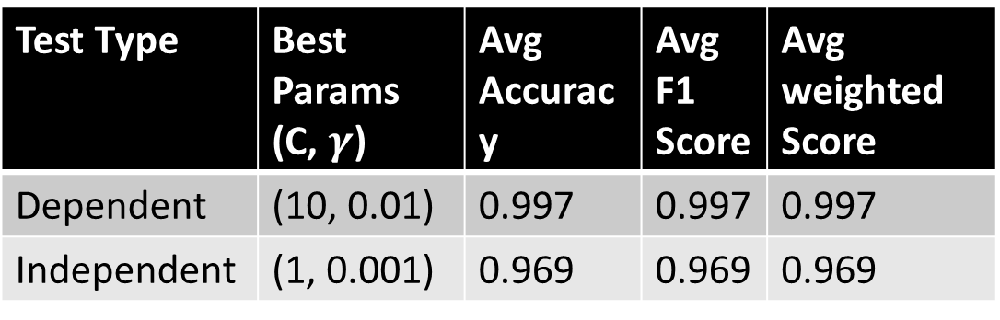 Test Type Best Avg Avg Avg
Params Accurac F1 weighted
(C, γ) y Score Score
Dependent (10, 0.01) 0.997 0.997 0.997
Independent (1, 0.001) 0.969 0.969 0.969